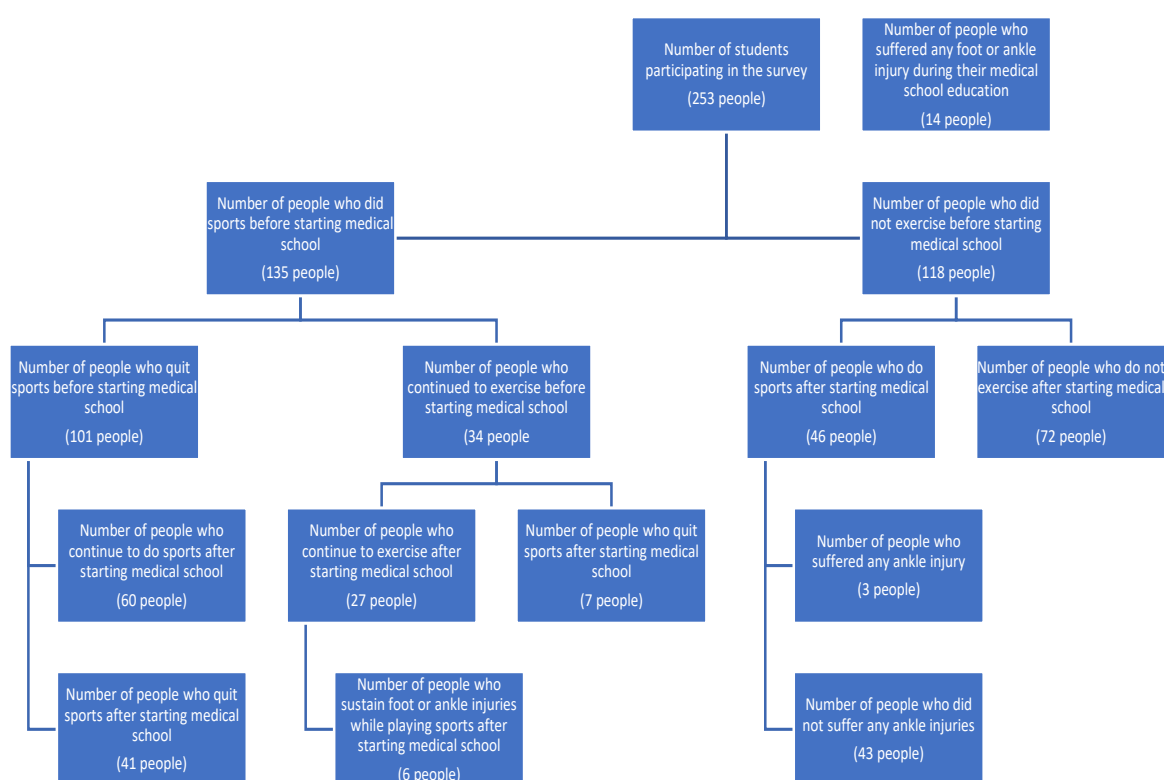 Number of students
participating in the survey
(253 people)
Number of people who
suffered any foot or ankle
injury during their medical
school education
(14 people)
Number of people who did
sports before starting medical
school
(135 people)
Number of people who did
not exercise before starting
medical school
(118 people)
Number of people who quit
sports before starting medical
school
(101 people)
Number of people who
continued to exercise before
starting medical school
(34 people
Number of people who do
sports after starting medical
school
(46 people)
Number of people who do not
exercise after starting medical
school
(72 people)
Number of people who
continue to do sports after
starting medical school
(60 people)
Number of people who
continue to exercise after
starting medical school
(27 people)
Number of people who quit
sports after starting medical
school
(7 people)
Number of people who
suffered any ankle injury
(3 people)
Number of people who quit
sports after starting medical
school
(41 people)
Number of people who
sustain foot or ankle injuries
while playing sports after
starting medical school
(6 people)
Number of people who did
not suffer any ankle injuries
(43 people)